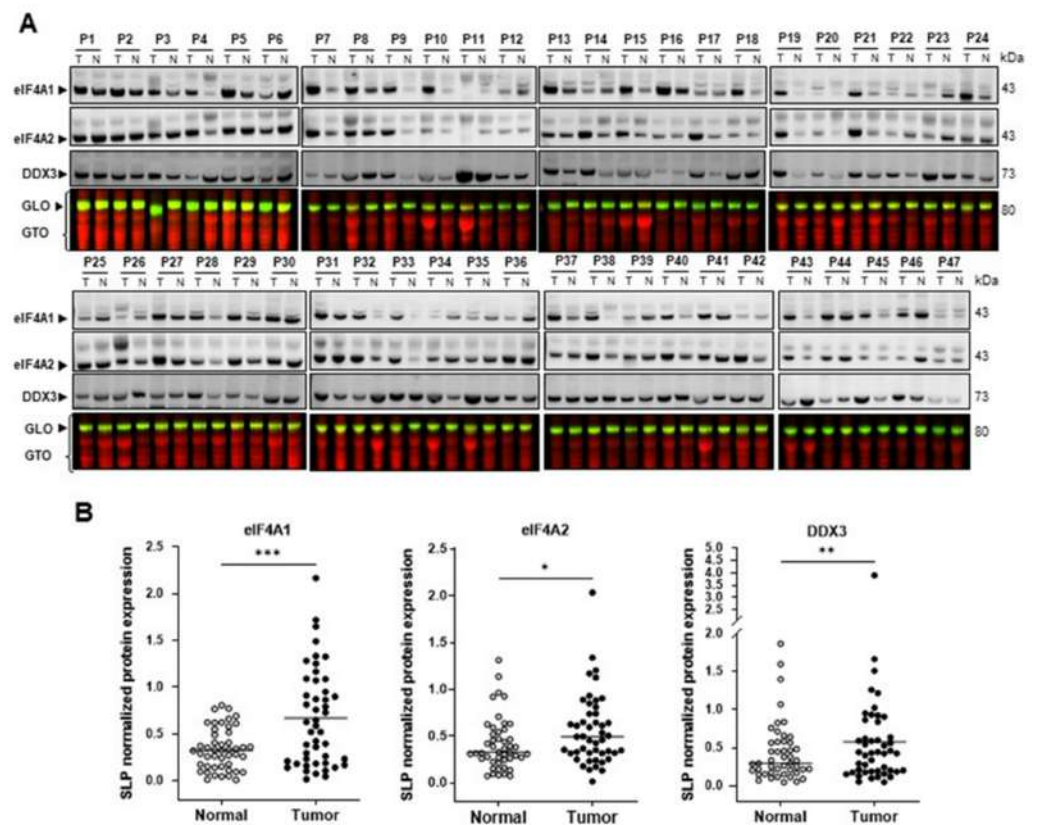 A
P1 P2 P3 P4 P5 P6 P7 P8 P9 P10 P11 P12 P13 P14 P15 P16 P17 P18 P19 P20 P21 P22 P23 P24
T N T N T N T N T N T N T N T N T N T N T N T N T N T N T N T N T N T N T N T N T N T N T N T N kDa
eIF4A1 43
eIF4A2 43
DDX3 73
GLO 80
GTO
P25 P26 P27 P28 P29 P30 P31 P32 P33 P34 P35 P36 P37 P38 P39 P40 P41 P42 P43 P44 P45 P46 P47
T N T N T N T N T N T N T N T N T N T N T N T N T N T N T N T N T N T N T N T N T N T N T N kDa
eIF4A1 43
eIF4A2 43
DDX3 73
GLO 80
GTO
B
eIF4A1
SLP normalized protein expression
2.5
2.0
1.5
1.0
0.5
0.0
***
Normal Tumor
eIF4A2
SLP normalized protein expression
2.5
2.0
1.5
1.0
0.5
0.0
*
Normal Tumor
DDX3
SLP normalized protein expression
5.0
4.5
4.0
3.5
3.0
2.5
2.0
1.5
1.0
0.5
0.0
**
Normal Tumor